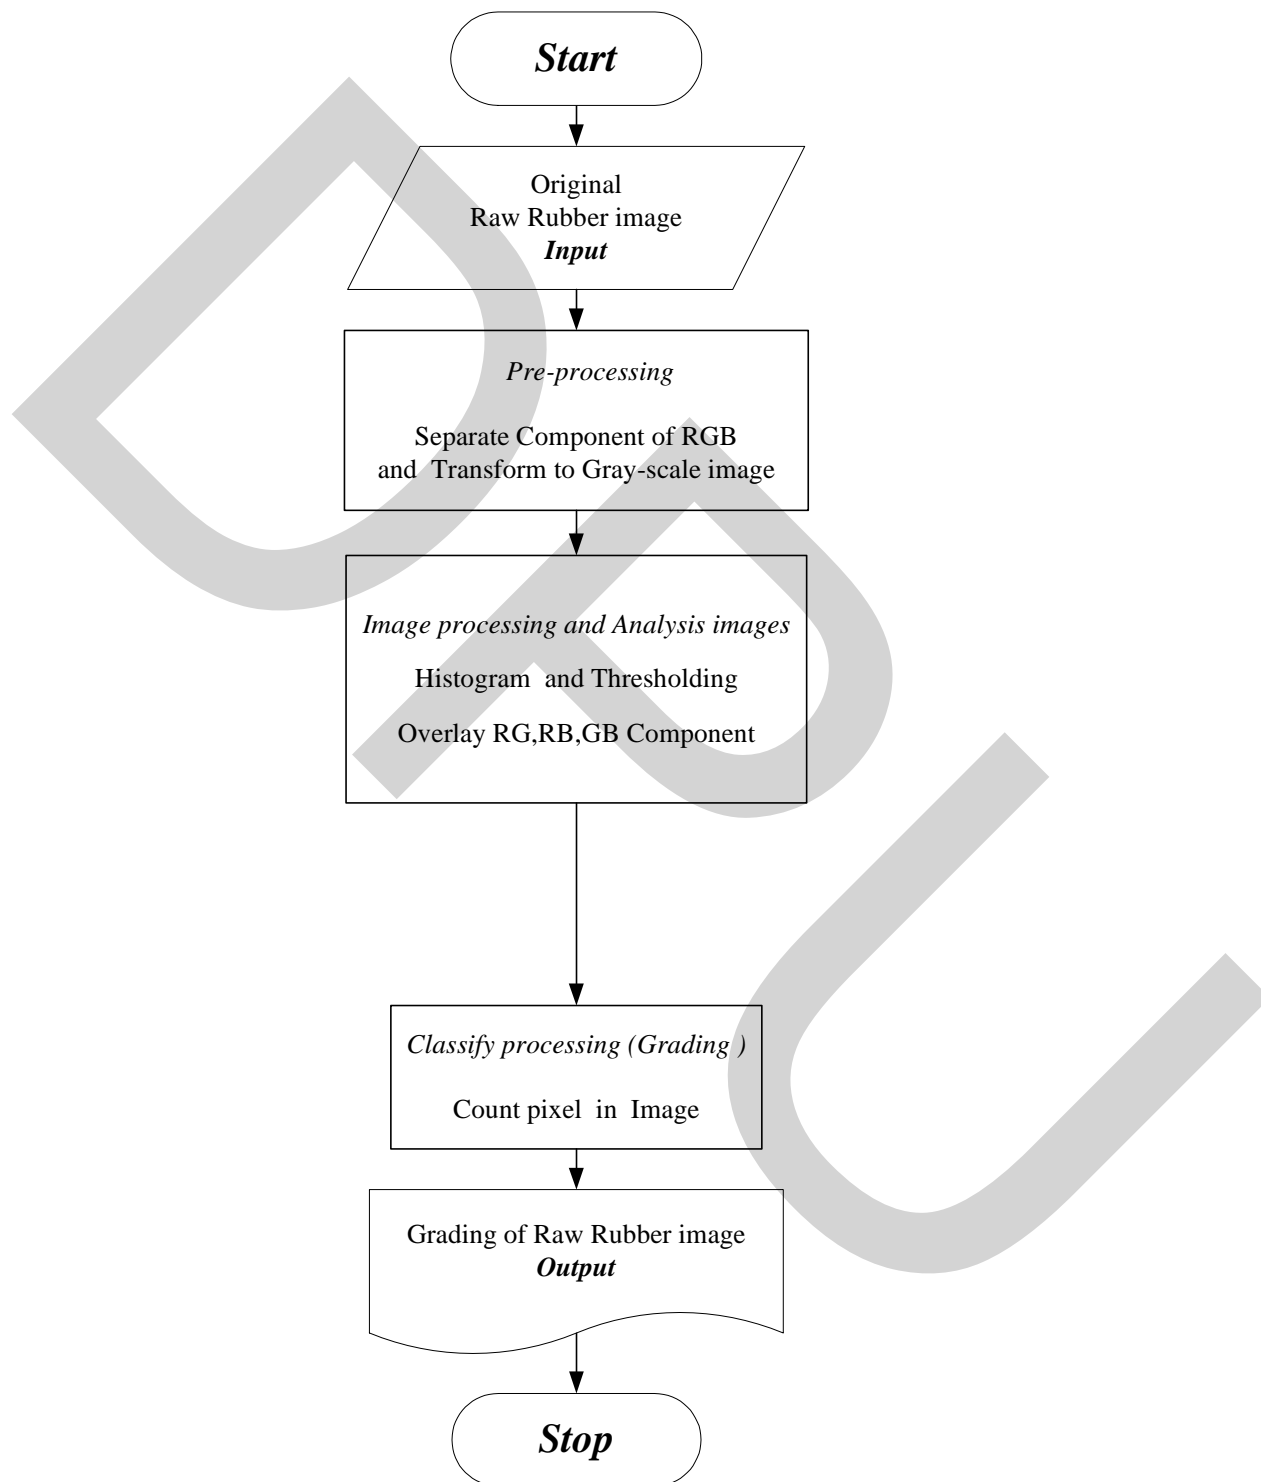 Start
Original
Raw Rubber image
Input
Pre-processing
Separate Component of RGB
and Transform to Gray-scale image
Image processing and Analysis images
Histogram and Thresholding
Overlay RG,RB,GB Component
Classify processing (Grading )
Count pixel in Image
Grading of Raw Rubber image
Output
Stop
DPU